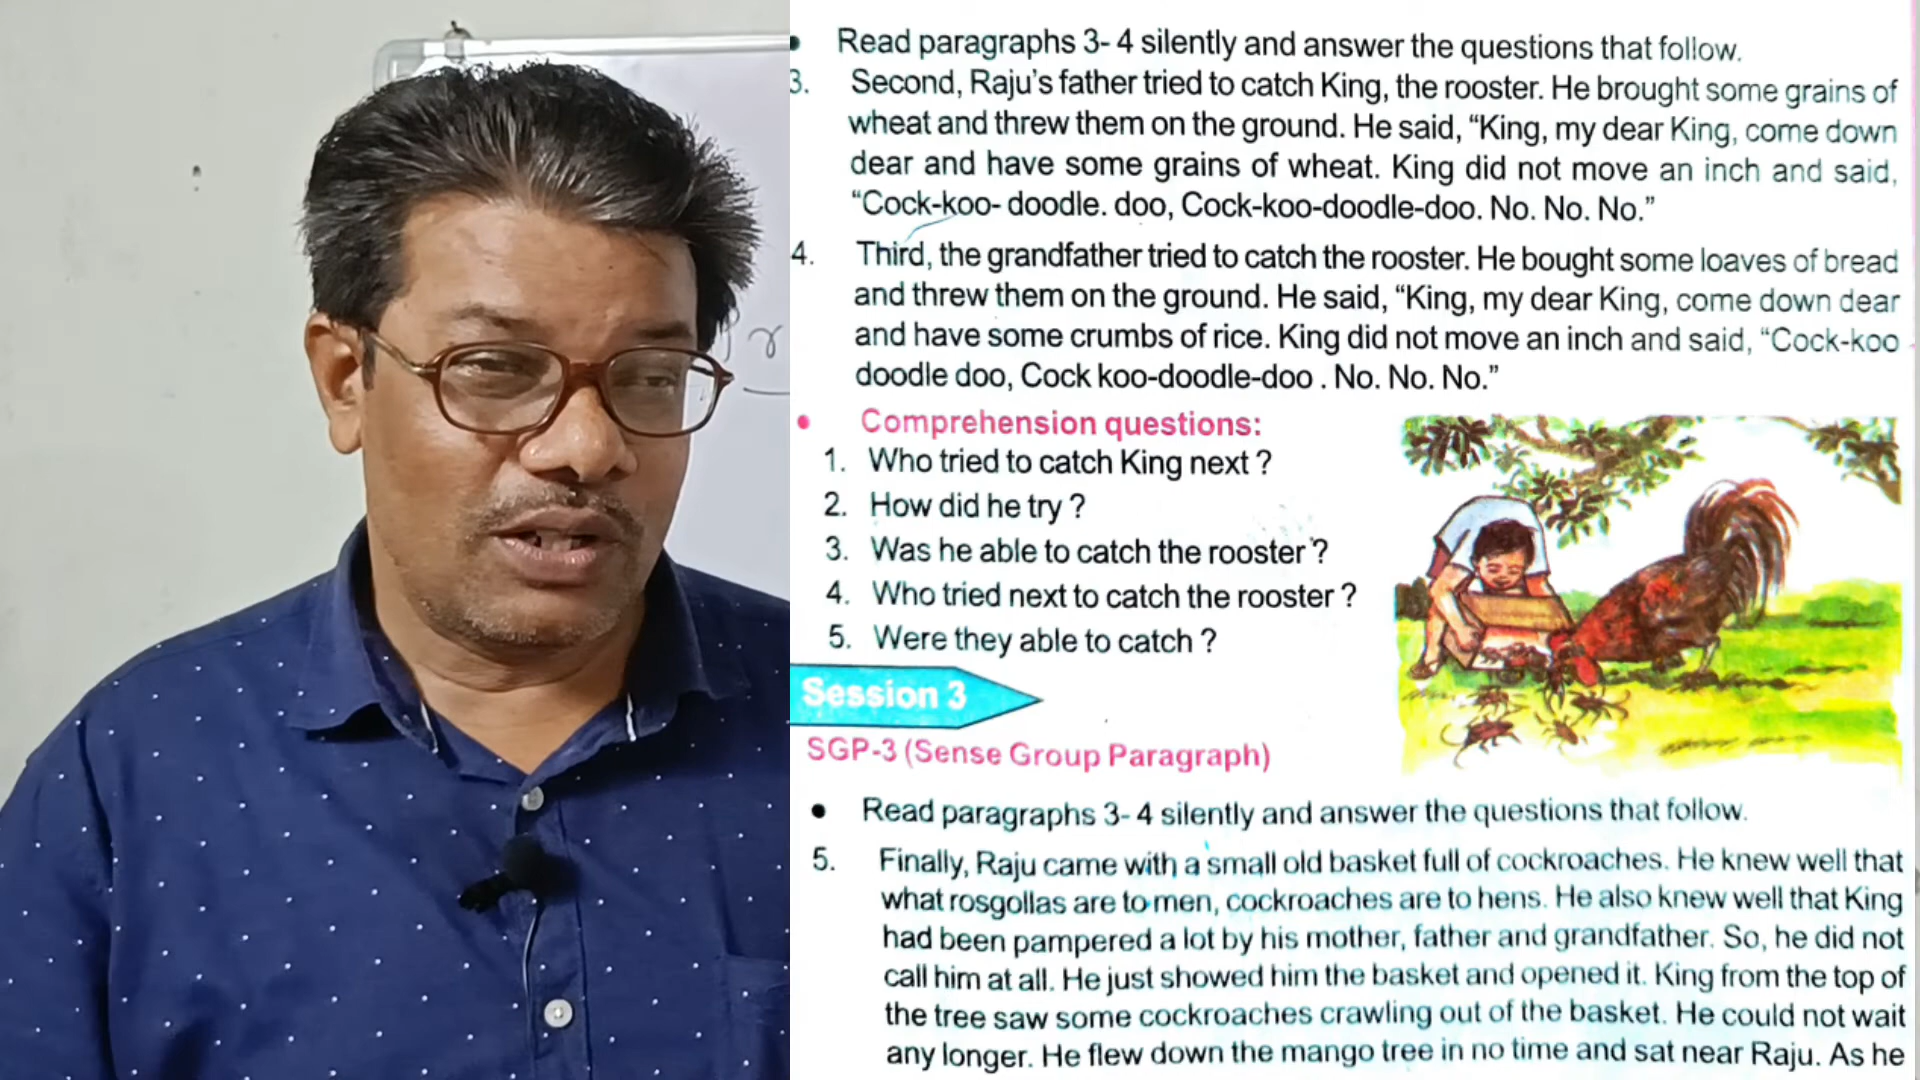 Read paragraphs 3- 4 silently and answer the questions that follow.
3. Second, Raju's father tried to catch King, the rooster. He brought some grains of
wheat and threw them on the ground. He said, “King, my dear King, come down
dear and have some grains of wheat. King did not move an inch and said,
“Cock-koo- doodle. doo, Cock-koo-doodle-doo. No. No. No.”
4. Third, the grandfather tried to catch the rooster. He bought some loaves of bread
and threw them on the ground. He said, “King, my dear King, come down dear
and have some crumbs of rice. King did not move an inch and said, “Cock-koo
doodle doo, Cock koo-doodle-doo . No. No. No.”
• Comprehension questions:
1. Who tried to catch King next ?
2. How did he try ?
3. Was he able to catch the rooster ?
4. Who tried next to catch the rooster ?
5. Were they able to catch ?
Session 3
SGP-3 (Sense Group Paragraph)
• Read paragraphs 3- 4 silently and answer the questions that follow.
5. Finally, Raju came with a small old basket full of cockroaches. He knew well that
what rosgollas are to men, cockroaches are to hens. He also knew well that King
had been pampered a lot by his mother, father and grandfather. So, he did not
call him at all. He just showed him the basket and opened it. King from the top of
the tree saw some cockroaches crawling out of the basket. He could not wait
any longer. He flew down the mango tree in no time and sat near Raju. As he